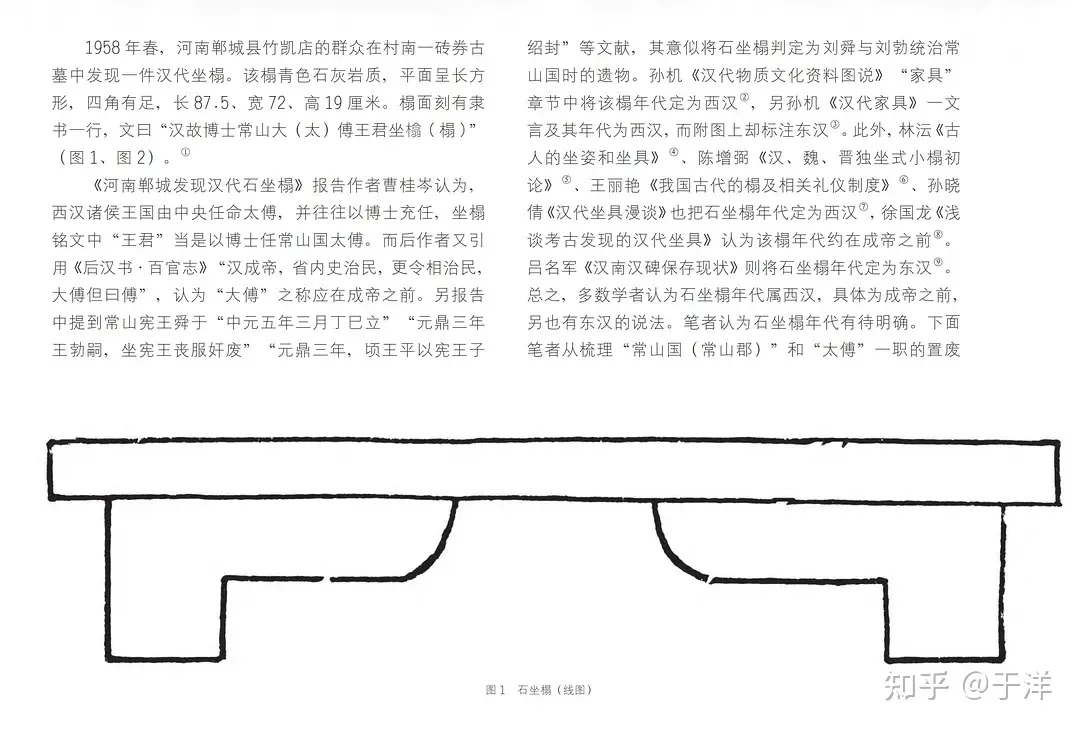 1958 年春，河南郸城县竹凯店的群众在村南一砖券古
墓中发现一件汉代坐榻。该榻青色石灰岩质，平面呈长方
形，四角有足，长 87.5、宽 72、高 19 厘米。榻面刻有隶
书一行，文曰“汉故博士常山大（太）傅王君坐㯓（榻）”
（图 1、图 2）。①
《河南郸城发现汉代石坐榻》报告作者曹桂岑认为，
西汉诸侯王国由中央任命太傅，并往往以博士充任，坐榻
铭文中“王君”当是以博士任常山国太傅。而后作者又引
用《后汉书·百官志》“汉成帝，省内史治民，更令相治民，
大傅但曰傅”，认为“大傅”之称应在成帝之前。另报告
中提到常山宪王舜于“中元五年三月丁巳立”“元鼎三年
王勃嗣，坐宪王丧服奸废”“元鼎三年，顷王平以宪王子
绍封”等文献，其意似将石坐榻判定为刘舜与刘勃统治常
山国时的遗物。孙机《汉代物质文化资料图说》“家具”
章节中将该榻年代定为西汉②，另孙机《汉代家具》一文
言及其年代为西汉，而附图上却标注东汉③。此外，林沄《古
人的坐姿和坐具》④、陈增弼《汉、魏、晋独坐式小榻初
论》⑤、王丽艳《我国古代的榻及相关礼仪制度》⑥、孙晓
倩《汉代坐具漫谈》也把石坐榻年代定为西汉⑦，徐国龙《浅
谈考古发现的汉代坐具》认为该榻年代约在成帝之前⑧。
吕名军《汉南汉碑保存现状》则将石坐榻年代定为东汉⑨。
总之，多数学者认为石坐榻年代属西汉，具体为成帝之前，
另也有东汉的说法。笔者认为石坐榻年代有待明确。下面
笔者从梳理“常山国（常山郡）”和“太傅”一职的置废
图 1　石坐榻（线图）
知乎 @于洋